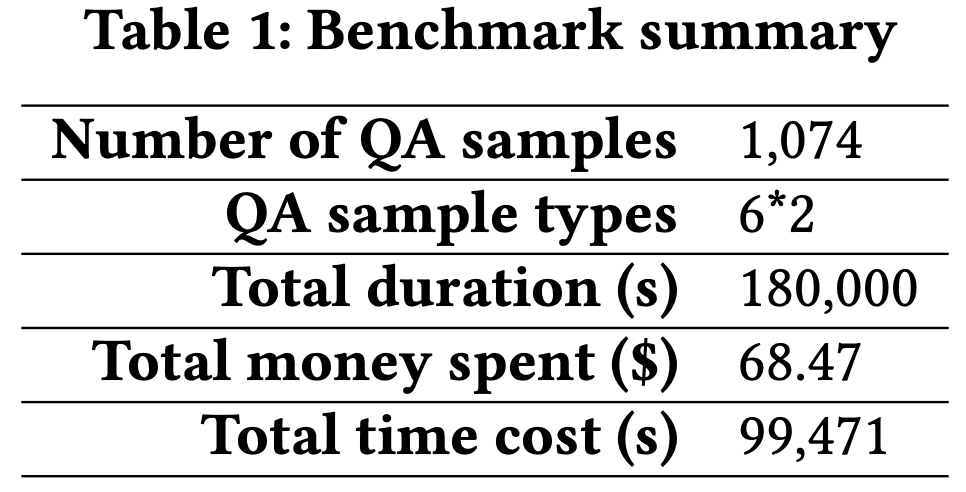 Table 1: Benchmark summary
Number of QA samples 1,074
QA sample types 6*2
Total duration (s) 180,000
Total money spent ($) 68.47
Total time cost (s) 99,471